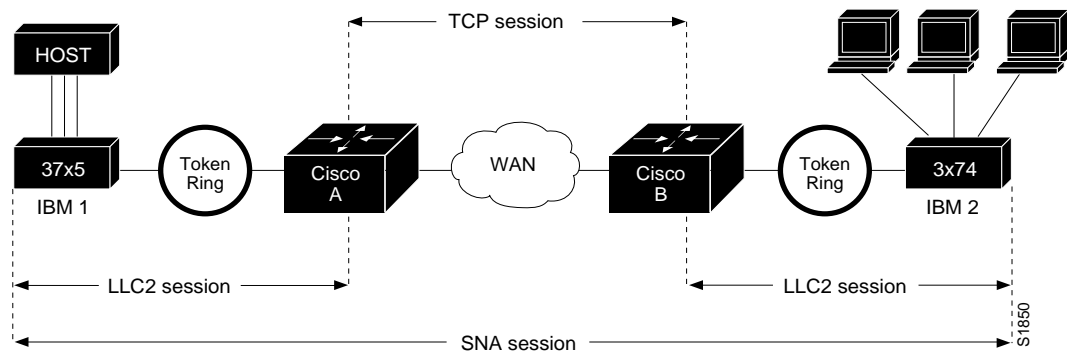 TCP session
HOST
37x5
IBM 1
Token
Ring
Cisco
A
WAN
Cisco
B
Token
Ring
3x74
IBM 2
LLC2 session
LLC2 session
SNA session
S1850